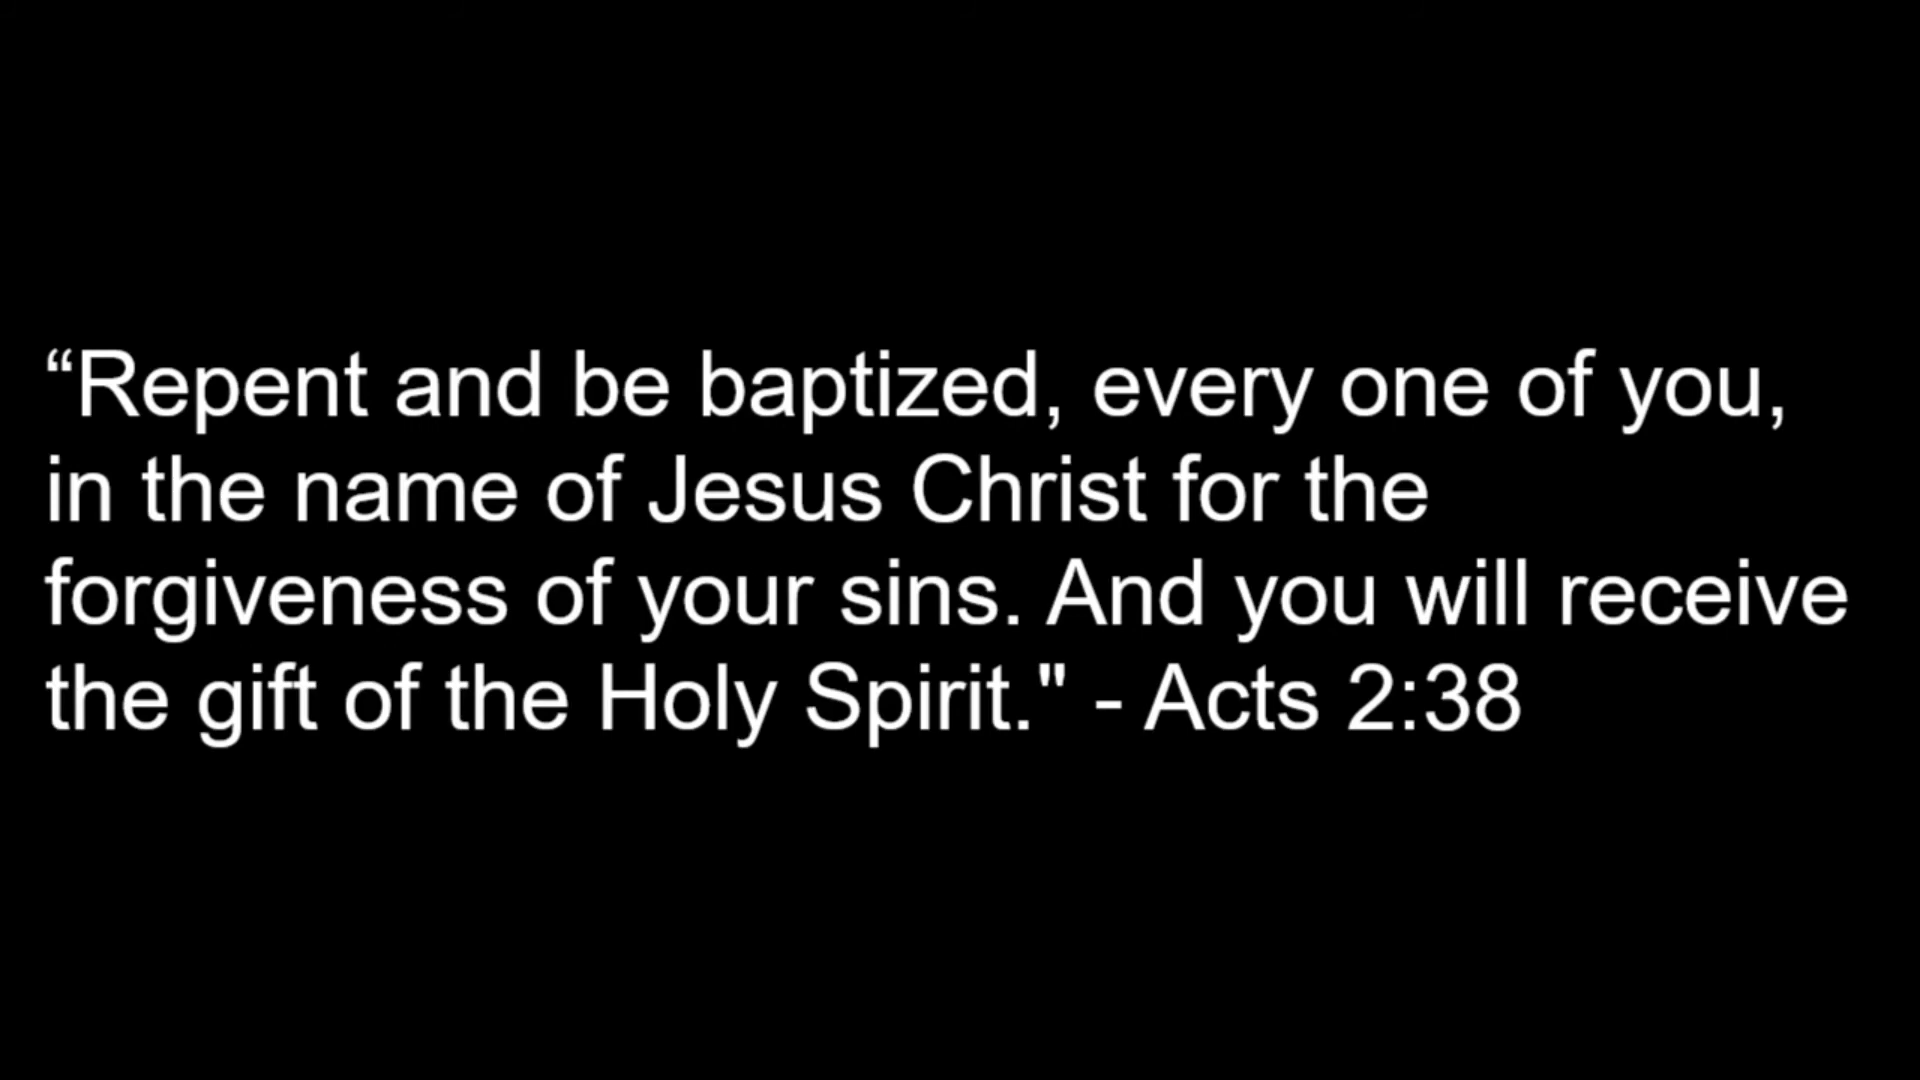 “Repent and be baptized, every one of you,
in the name of Jesus Christ for the
forgiveness of your sins. And you will receive
the gift of the Holy Spirit." - Acts 2:38